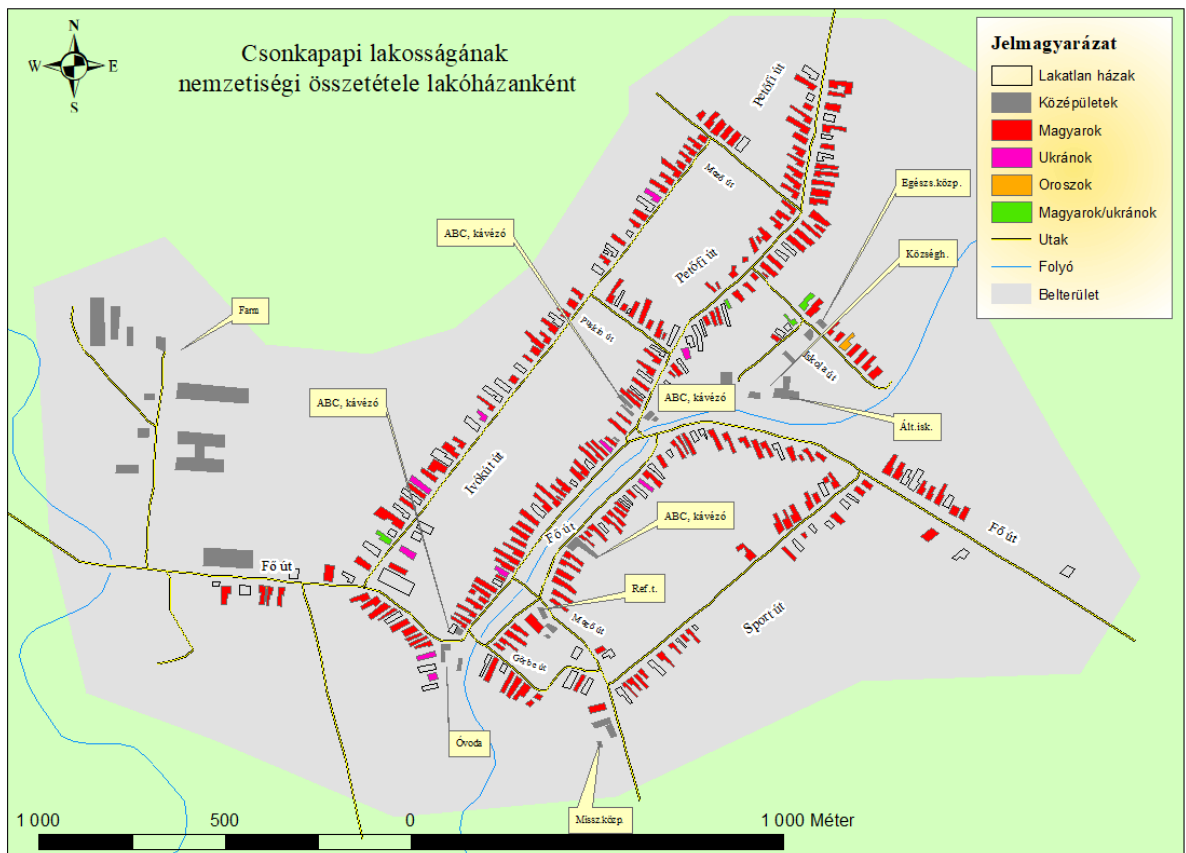 Csonkapapi lakosságának
nemzetiségi összetétele lakóházanként
N
W
E
S
Jelmagyarázat
Lakatlan házak
Középületek
Magyarok
Ukránok
Oroszok
Magyarok/ukránok
Utak
Folyó
Belterület
Petőfi út
Mező út
Egészs.közp.
ABC, kávézó
Községh.
Petőfi út
Farm
Iskola út
ABC, kávézó
ABC, kávézó
Ált.isk.
Ivókút út
ABC, kávézó
Fő út
Fő út
Fő út
Ref.t.
Mező út
Sport út
Görbe út
Óvoda
Missz.közp.
1 000
500
0
1 000 Méter